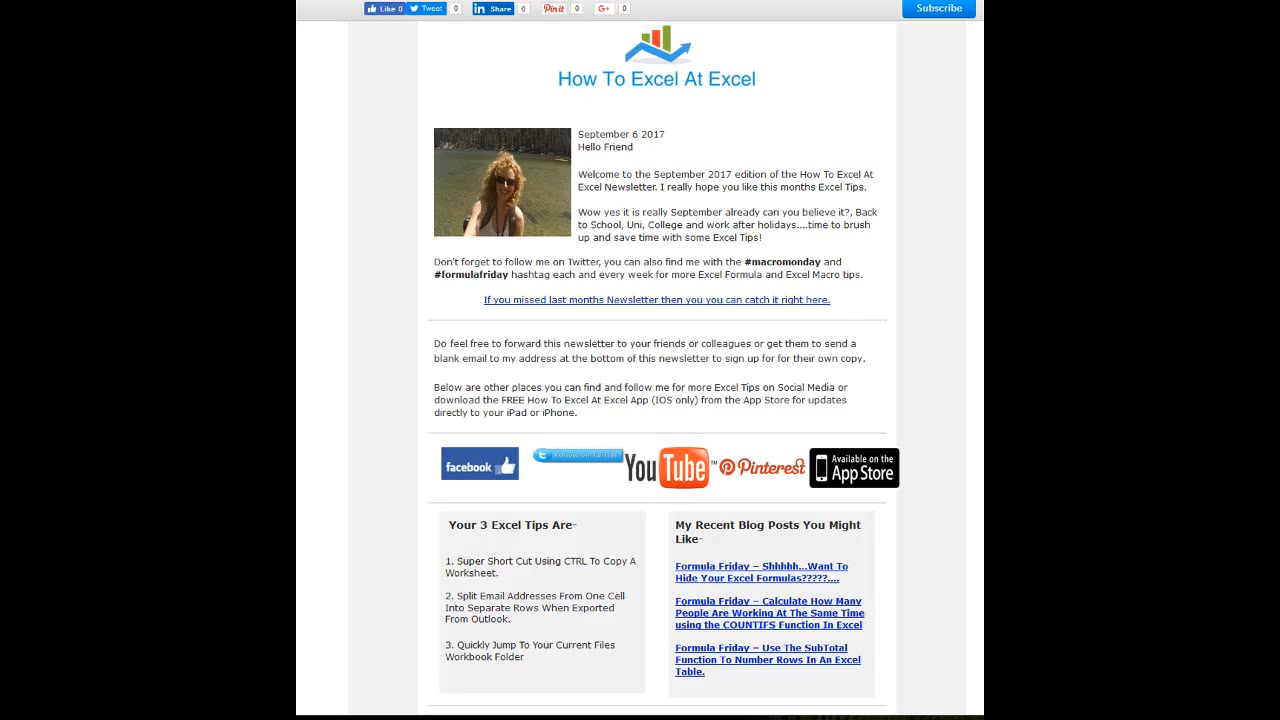 Like 0 Tweet 0 Share 0 Pin it 0 G+ 0 Subscribe
How To Excel At Excel
September 6 2017
Hello Friend
Welcome to the September 2017 edition of the How To Excel At
Excel Newsletter. I really hope you like this months Excel Tips.
Wow yes it is really September already can you believe it?, Back
to School, Uni, College and work after holidays....time to brush
up and save time with some Excel Tips!
Don't forget to follow me on Twitter, you can also find me with the #macromonday and
#formulafriday hashtag each and every week for more Excel Formula and Excel Macro tips.
If you missed last months Newsletter then you you can catch it right here.
Do feel free to forward this newsletter to your friends or colleagues or get them to send a
blank email to my address at the bottom of this newsletter to sign up for for their own copy.
Below are other places you can find and follow me for more Excel Tips on Social Media or
download the FREE How To Excel At Excel App (IOS only) from the App Store for updates
directly to your iPad or iPhone.
facebook
YouTube™
Pinterest
Available on the
App Store
Your 3 Excel Tips Are-
1. Super Short Cut Using CTRL To Copy A
Worksheet.
2. Split Email Addresses From One Cell
Into Separate Rows When Exported
From Outlook.
3. Quickly Jump To Your Current Files
Workbook Folder
My Recent Blog Posts You Might
Like-
Formula Friday – Shhhhh...Want To
Hide Your Excel Formulas?????....
Formula Friday – Calculate How Many
People Are Working At The Same Time
using the COUNTIFS Function In Excel
Formula Friday – Use The SubTotal
Function To Number Rows In An Excel
Table.